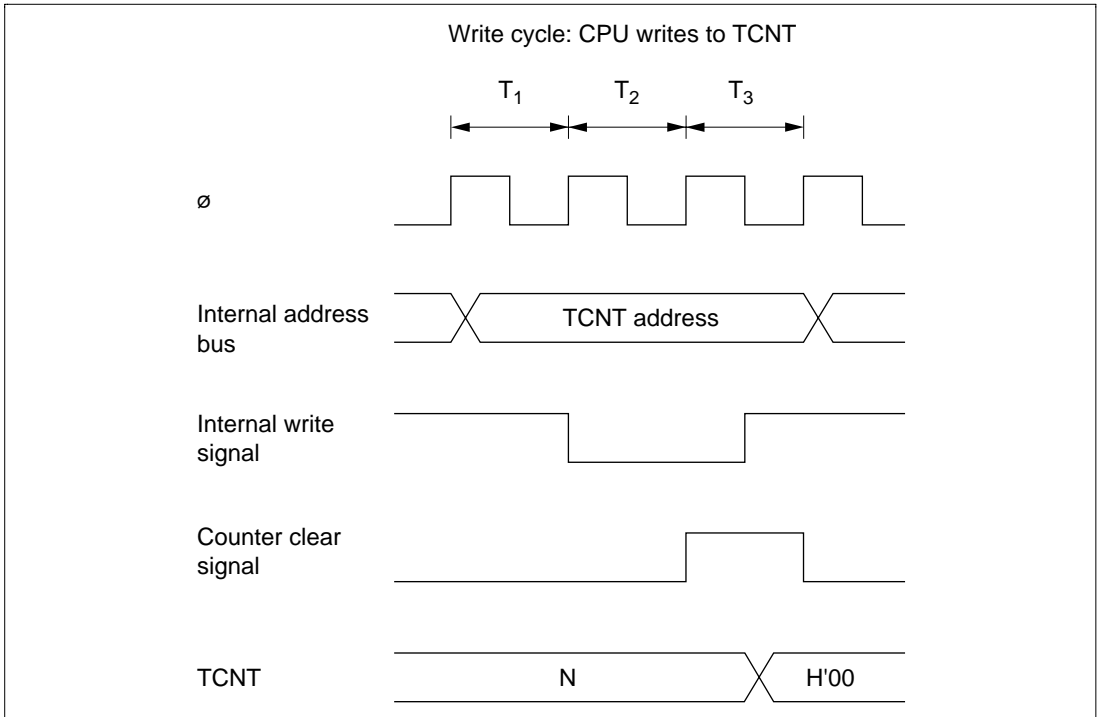 Write cycle: CPU writes to TCNT
T1 T2 T3
ø
Internal address
bus
TCNT address
Internal write
signal
Counter clear
signal
TCNT N H'00